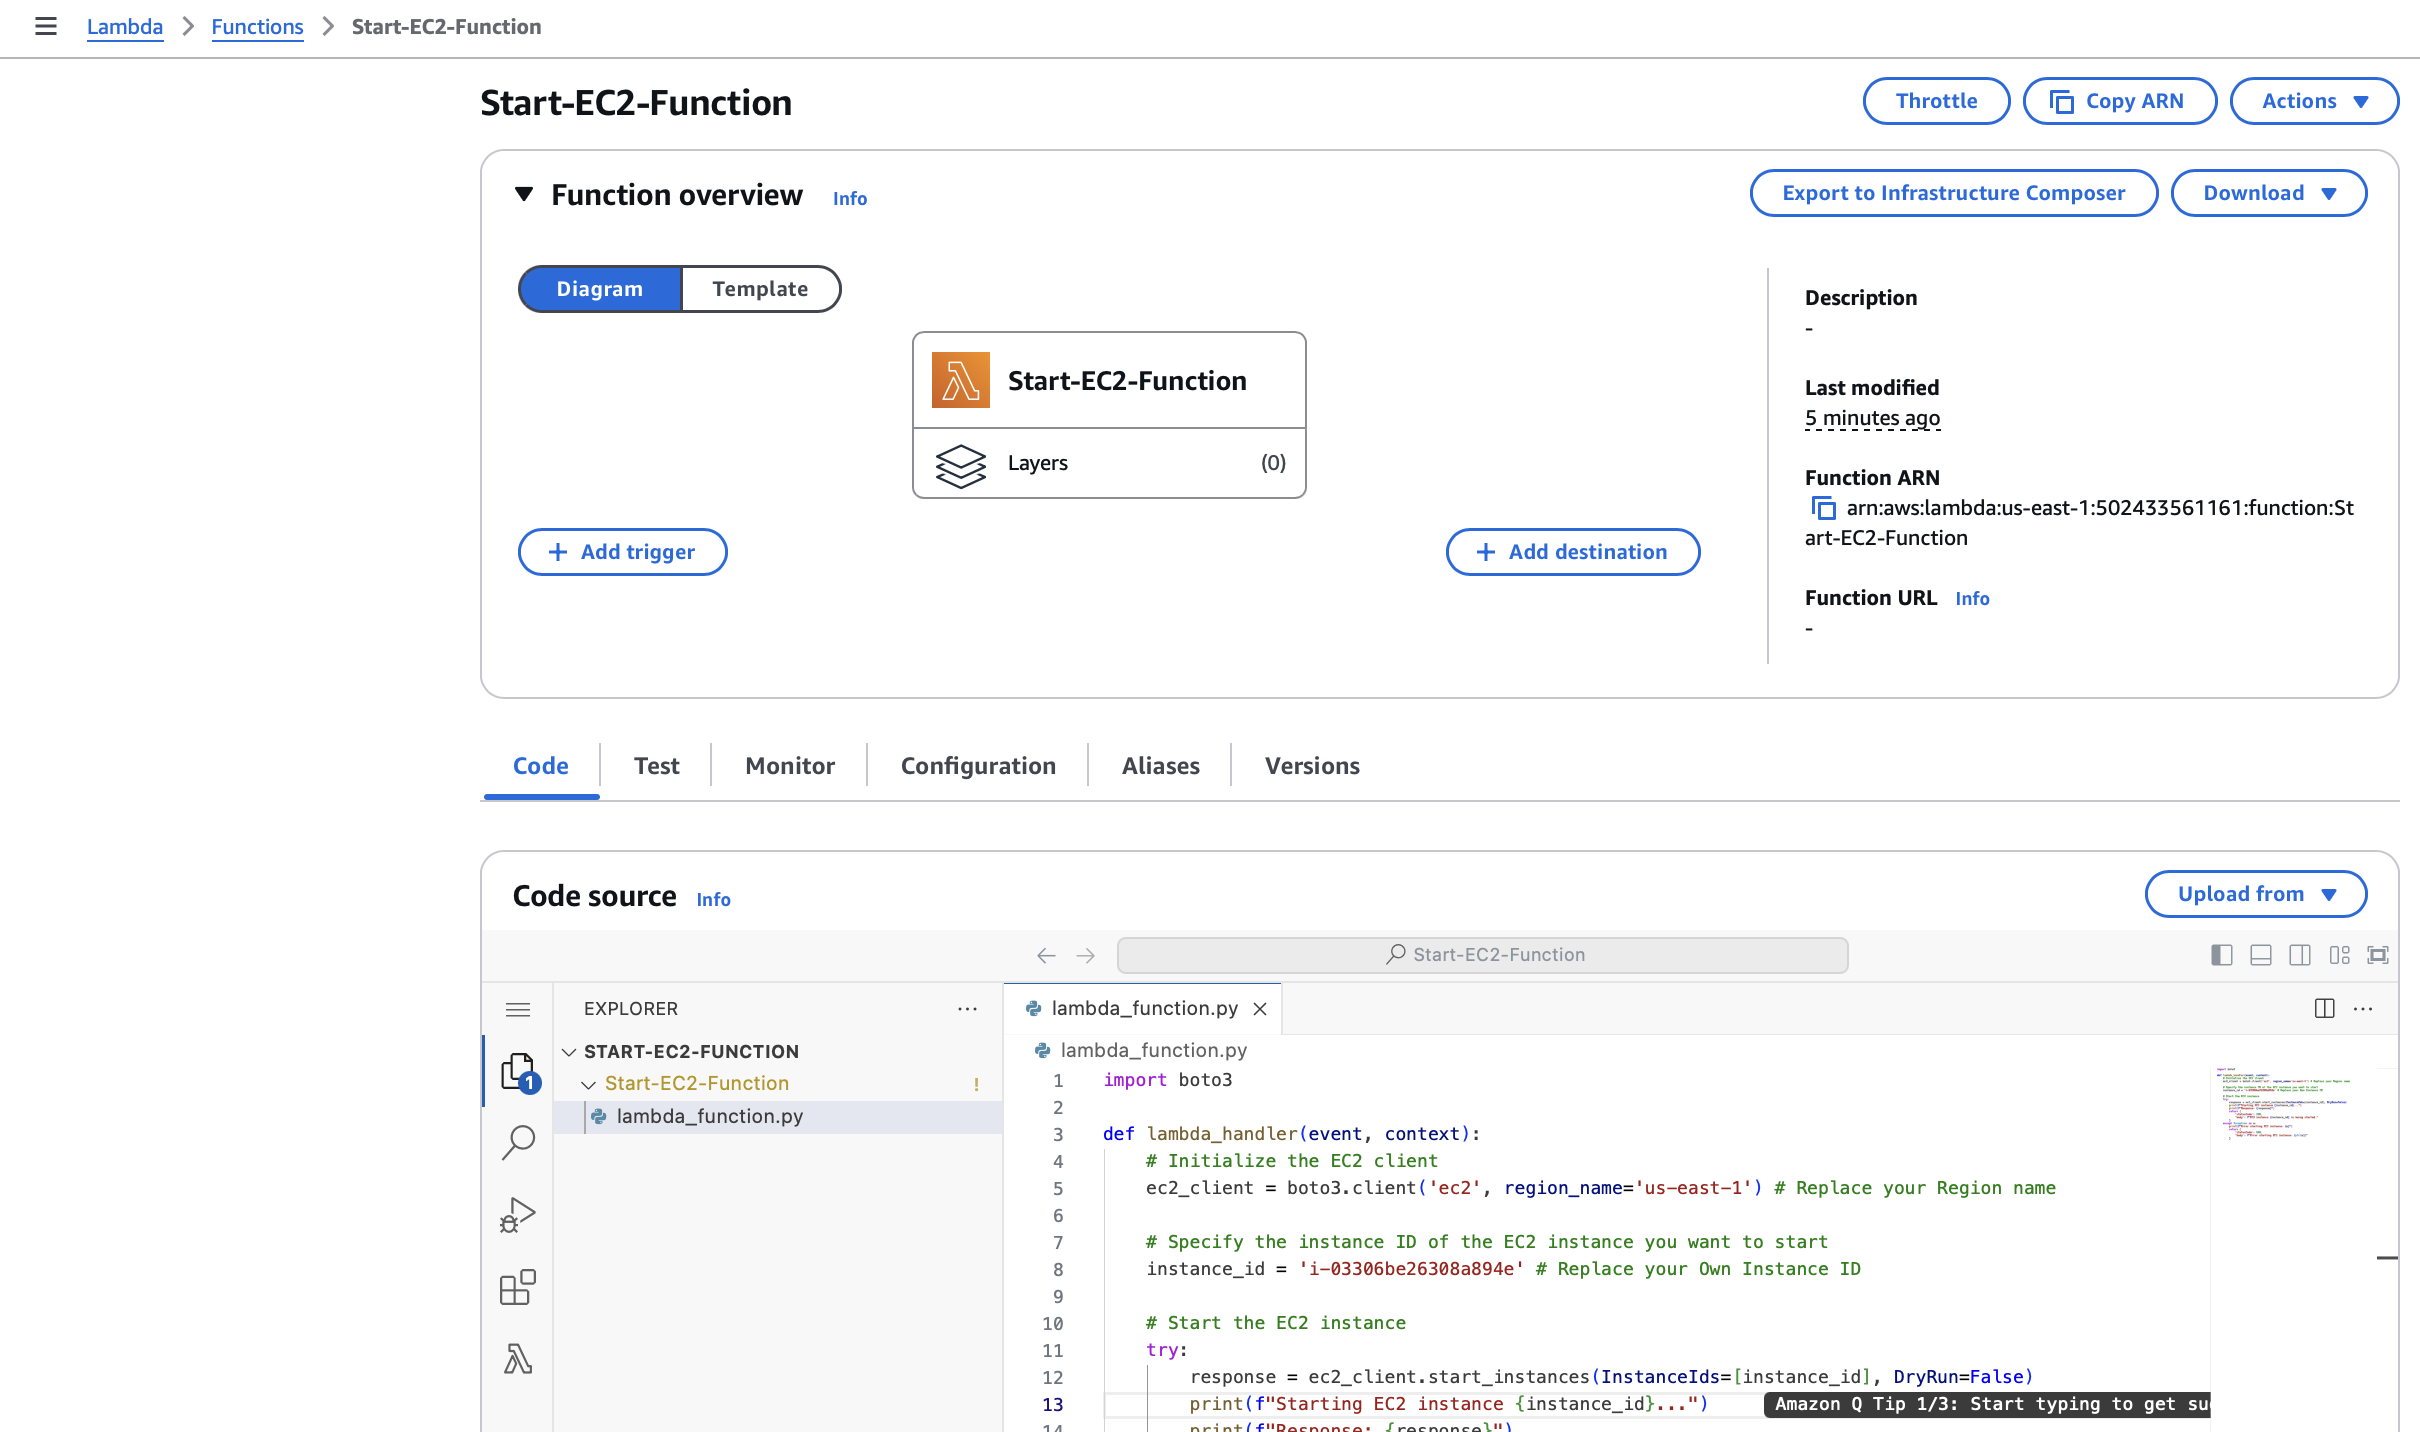 Lambda > Functions > Start-EC2-Function
Start-EC2-Function
Throttle
Copy ARN
Actions
Function overview Info
Export to Infrastructure Composer
Download
Diagram
Template
Start-EC2-Function
Layers (0)
+ Add trigger
+ Add destination
Description
-
Last modified
5 minutes ago
Function ARN
arn:aws:lambda:us-east-1:502433561161:function:St
art-EC2-Function
Function URL Info
-
Code
Test
Monitor
Configuration
Aliases
Versions
Code source Info
Upload from
Start-EC2-Function
EXPLORER
START-EC2-FUNCTION
Start-EC2-Function !
lambda_function.py
1
lambda_function.py
lambda_function.py
1 import boto3
2
3 def lambda_handler(event, context):
4 # Initialize the EC2 client
5 ec2_client = boto3.client('ec2', region_name='us-east-1') # Replace your Region name
6
7 # Specify the instance ID of the EC2 instance you want to start
8 instance_id = 'i-03306be26308a894e' # Replace your Own Instance ID
9
10 # Start the EC2 instance
11 try:
12 response = ec2_client.start_instances(InstanceIds=[instance_id], DryRun=False)
13 print(f"Starting EC2 instance {instance_id}...") Amazon Q Tip 1/3: Start typing to get su
14 print(f"Response: {response}")